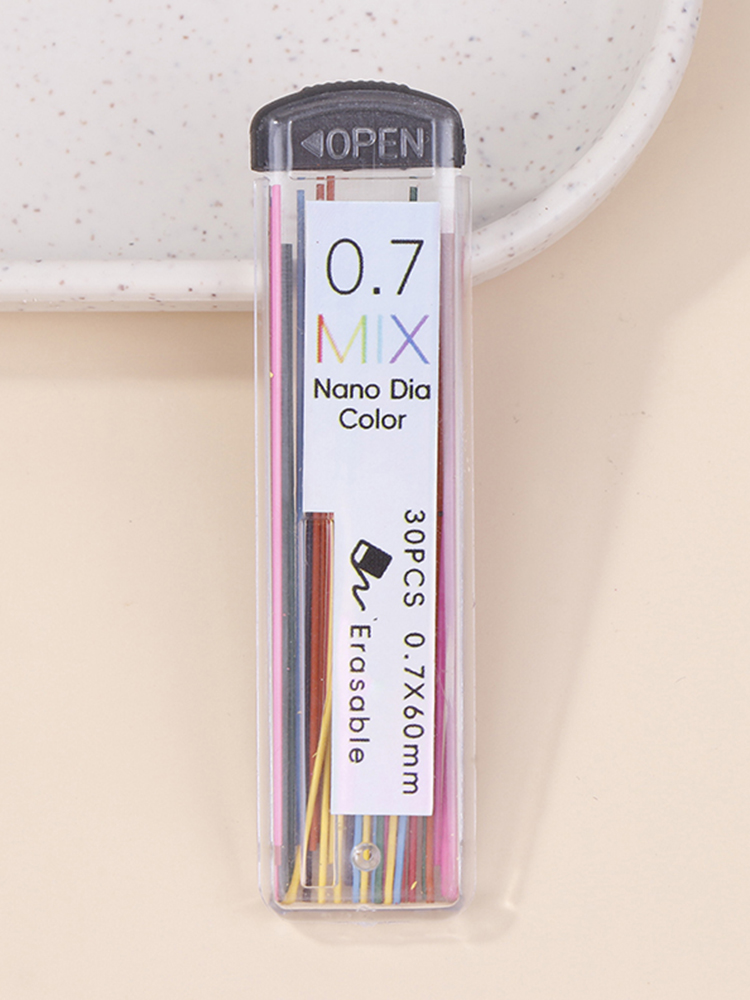 OPEN
0.7
MIX
Nano Dia
Color
30PCS 0.7X60mm
Erasable